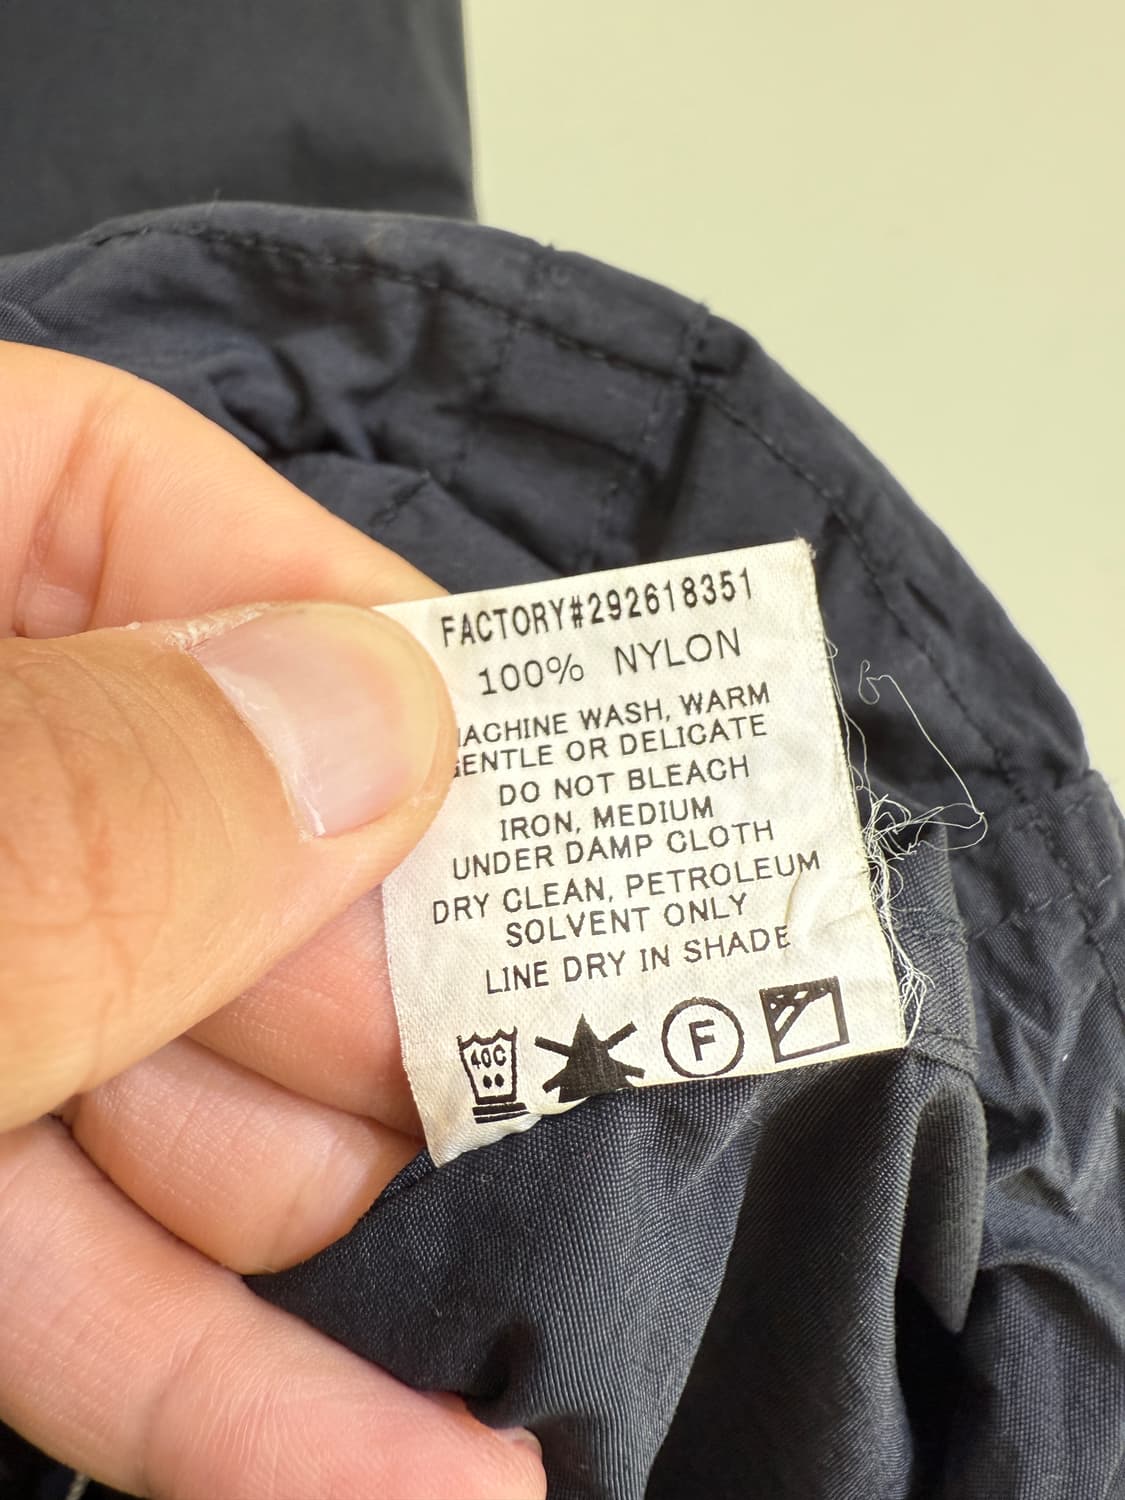 FACTORY#292618351
100% NYLON
MACHINE WASH, WARM
GENTLE OR DELICATE
DO NOT BLEACH
IRON, MEDIUM
UNDER DAMP CLOTH
DRY CLEAN, PETROLEUM
SOLVENT ONLY
LINE DRY IN SHADE
40C F